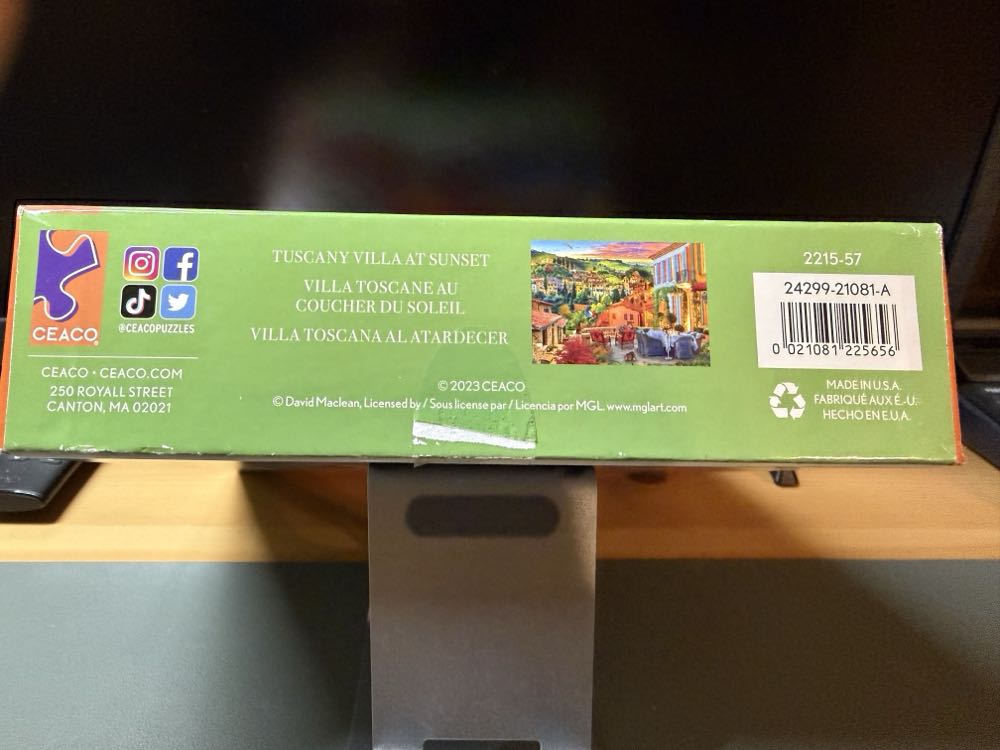 CEACO
@CEACOPUZZLES
CEACO • CEACO.COM
250 ROYALL STREET
CANTON, MA 02021
TUSCANY VILLA AT SUNSET
VILLA TOSCANE AU
COUCHER DU SOLEIL
VILLA TOSCANA AL ATARDECER
© 2023 CEACO
© David Maclean, Licensed by / Sous license par / Licencia por MGL. www.mglart.com
2215-57
24299-21081-A
0 021081 225656
MADE IN U.S.A.
FABRIQUÉ AUX É.-U.
HECHO EN E.U.A.